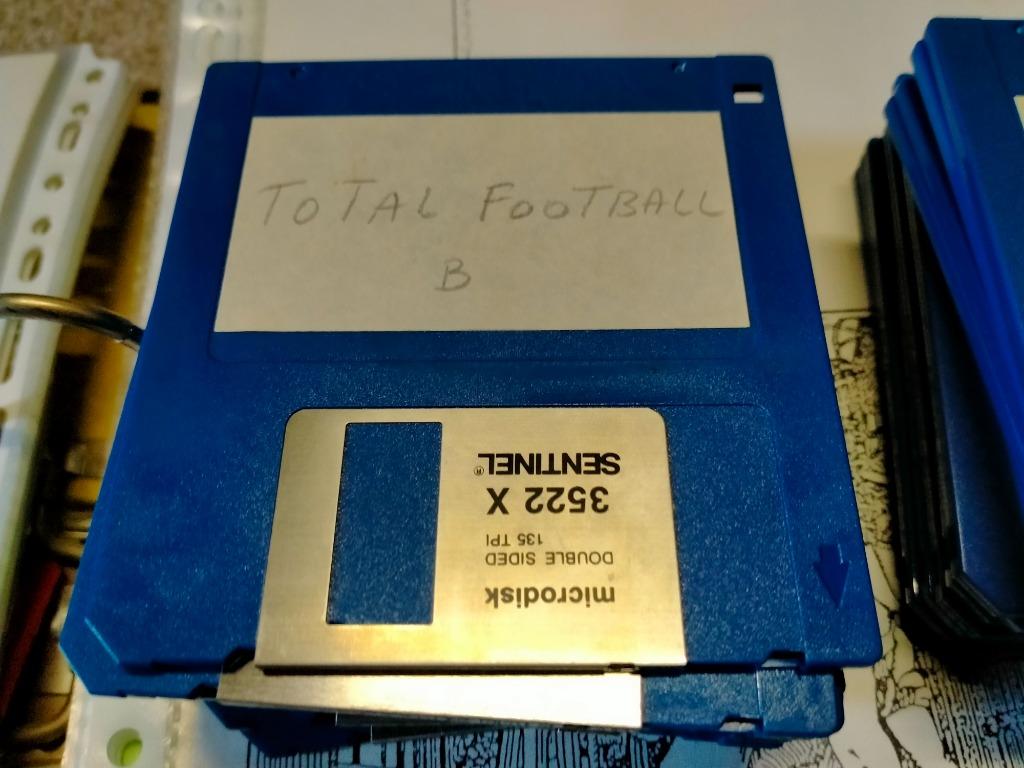 TOTAL FOOTBALL
B
microdisk
DOUBLE SIDED
135 TPI
3522 X
SENTINEL®